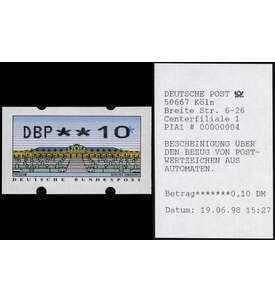 DBP**10
DEUTSCHE BUNDESPOST
DEUTSCHE POST
50667 Köln
Breite Str. 6-26
Centerfiliale 1
PIA1 # 00000004
BESCHEINIGUNG ÜBER
DEN BEZUG VON POST-
WERTZEICHEN AUS
AUTOMATEN.
Betrag*******0,10 DM
Datum: 19.06.98 15:27